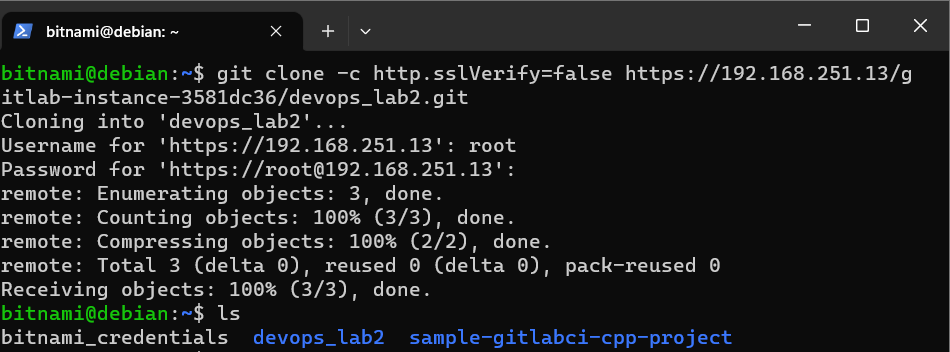 bitnami@debian: ~
bitnami@debian:~$ git clone -c http.sslVerify=false https://192.168.251.13/g
itlab-instance-3581dc36/devops_lab2.git
Cloning into 'devops_lab2'...
Username for 'https://192.168.251.13': root
Password for 'https://root@192.168.251.13':
remote: Enumerating objects: 3, done.
remote: Counting objects: 100% (3/3), done.
remote: Compressing objects: 100% (2/2), done.
remote: Total 3 (delta 0), reused 0 (delta 0), pack-reused 0
Receiving objects: 100% (3/3), done.
bitnami@debian:~$ ls
bitnami_credentials  devops_lab2  sample-gitlabci-cpp-project